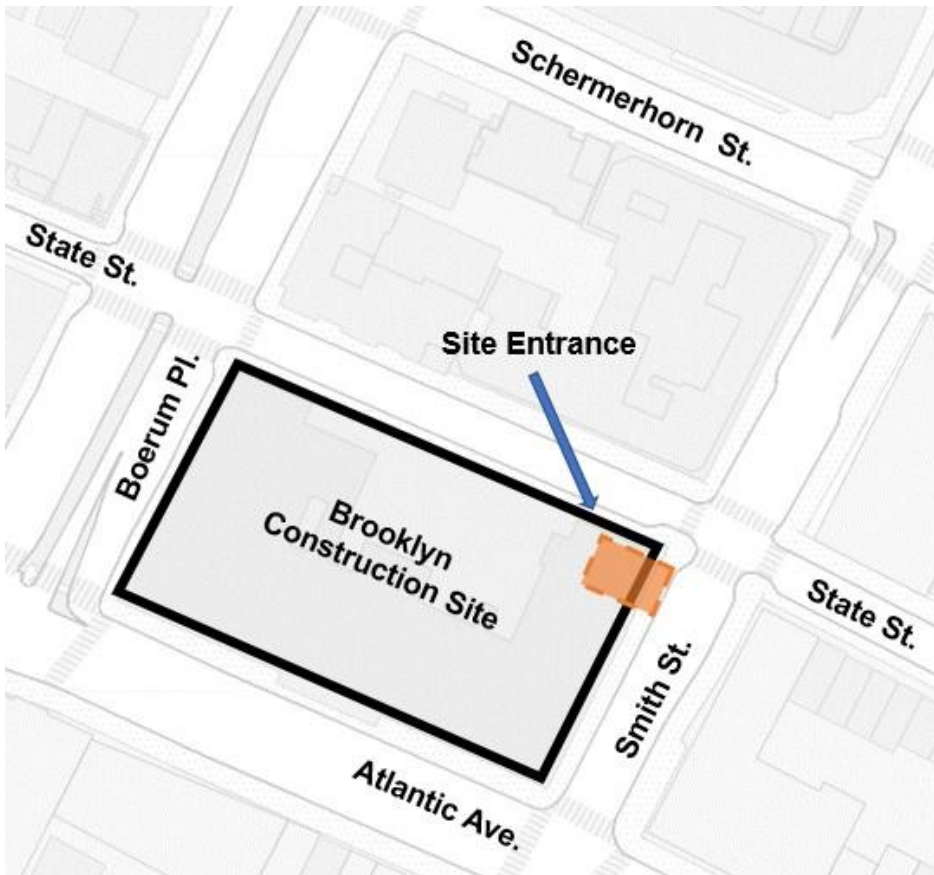 Schermerhorn St.
State St.
Site Entrance
Boerum Pl.
Brooklyn
Construction Site
State St.
Smith St.
Atlantic Ave.